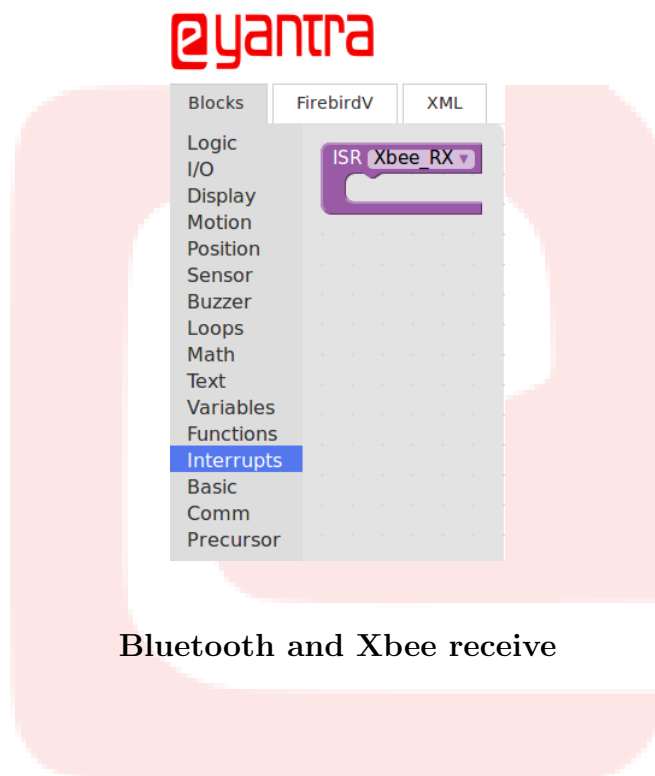 eyantra
Blocks FirebirdV XML
Logic
I/O
Display
Motion
Position
Sensor
Buzzer
Loops
Math
Text
Variables
Functions
Interrupts
Basic
Comm
Precursor
ISR Xbee_RX ▾
Bluetooth and Xbee receive